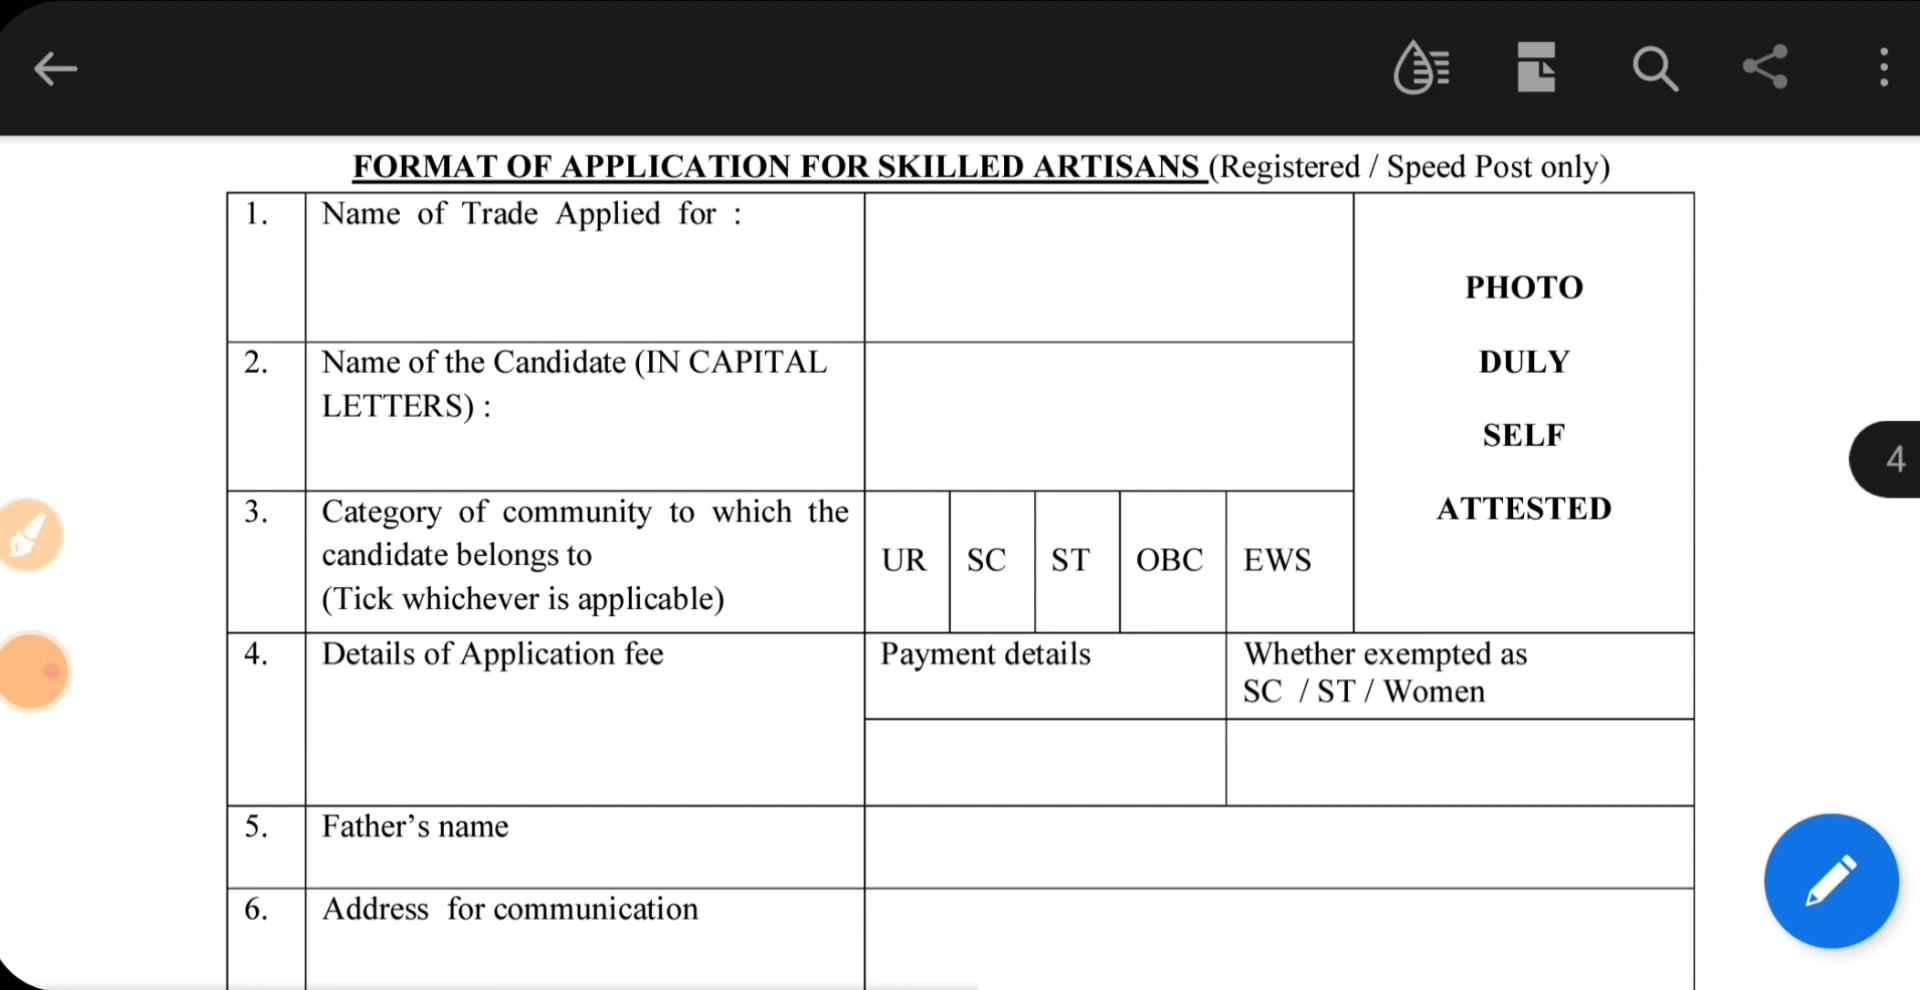 FORMAT OF APPLICATION FOR SKILLED ARTISANS (Registered / Speed Post only)
1. Name of Trade Applied for :
PHOTO
DULY
SELF
ATTESTED
2. Name of the Candidate (IN CAPITAL
LETTERS) :
3. Category of community to which the
candidate belongs to
(Tick whichever is applicable)
UR SC ST OBC EWS
4. Details of Application fee
Payment details
Whether exempted as
SC / ST / Women
5. Father’s name
6. Address for communication
4